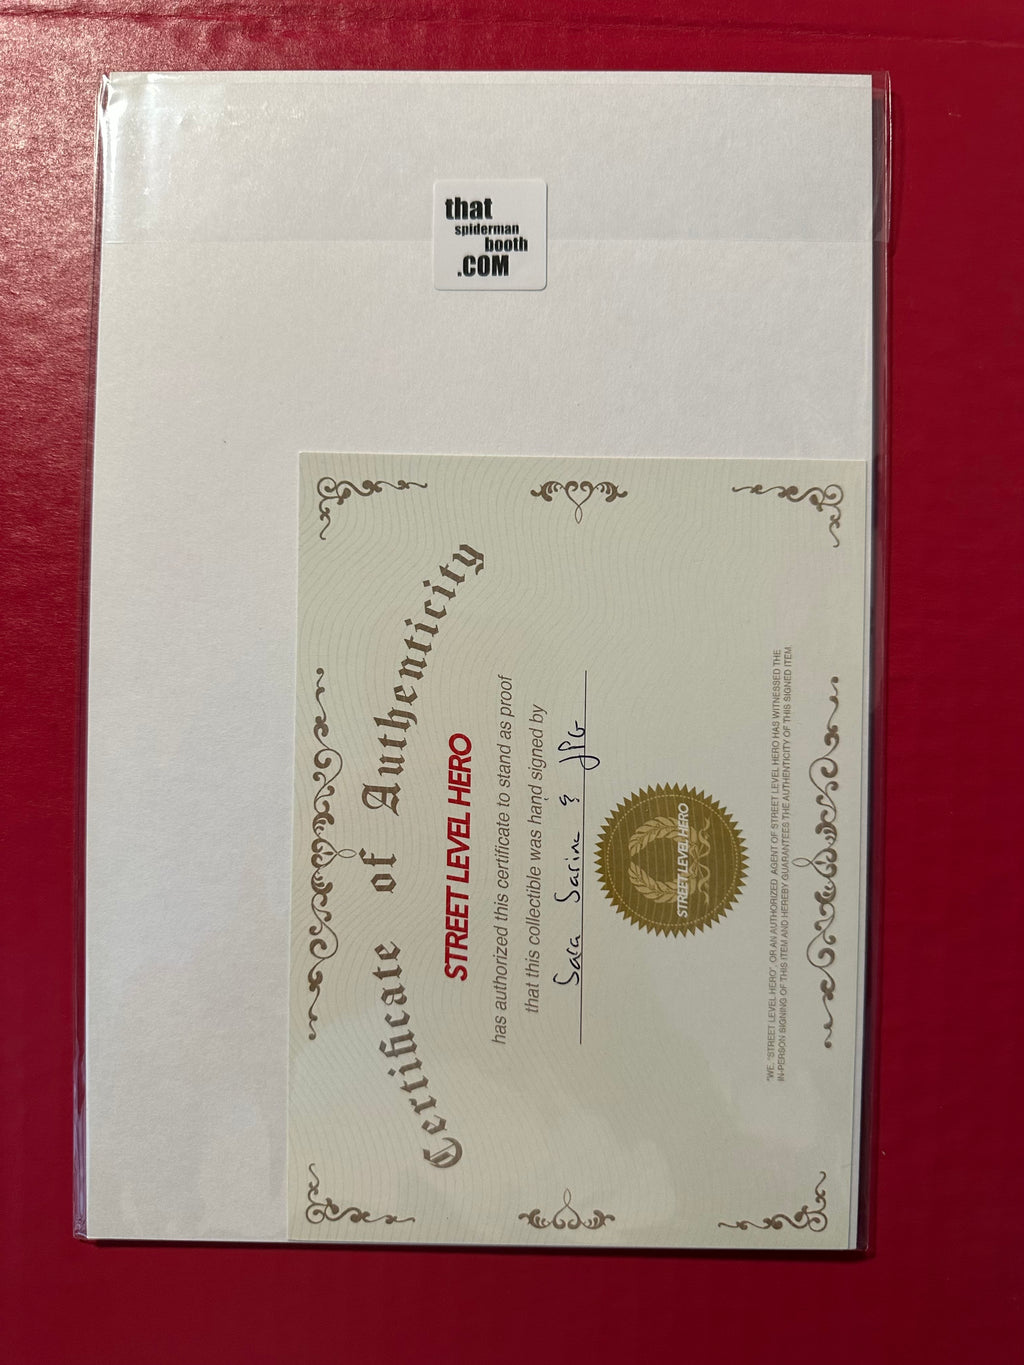 that
spiderman
booth
.COM
Certificate of Authenticity
STREET LEVEL HERO
has authorized this certificate to stand as proof
that this collectible was hand signed by
Sara Sarina & JPG
STREET LEVEL HERO
"WE, "STREET LEVEL HERO", OR AN AUTHORIZED AGENT OF STREET LEVEL HERO HAS WITNESSED THE
IN-PERSON SIGNING OF THIS ITEM AND HEREBY GUARANTEES THE AUTHENTICITY OF THIS SIGNED ITEM